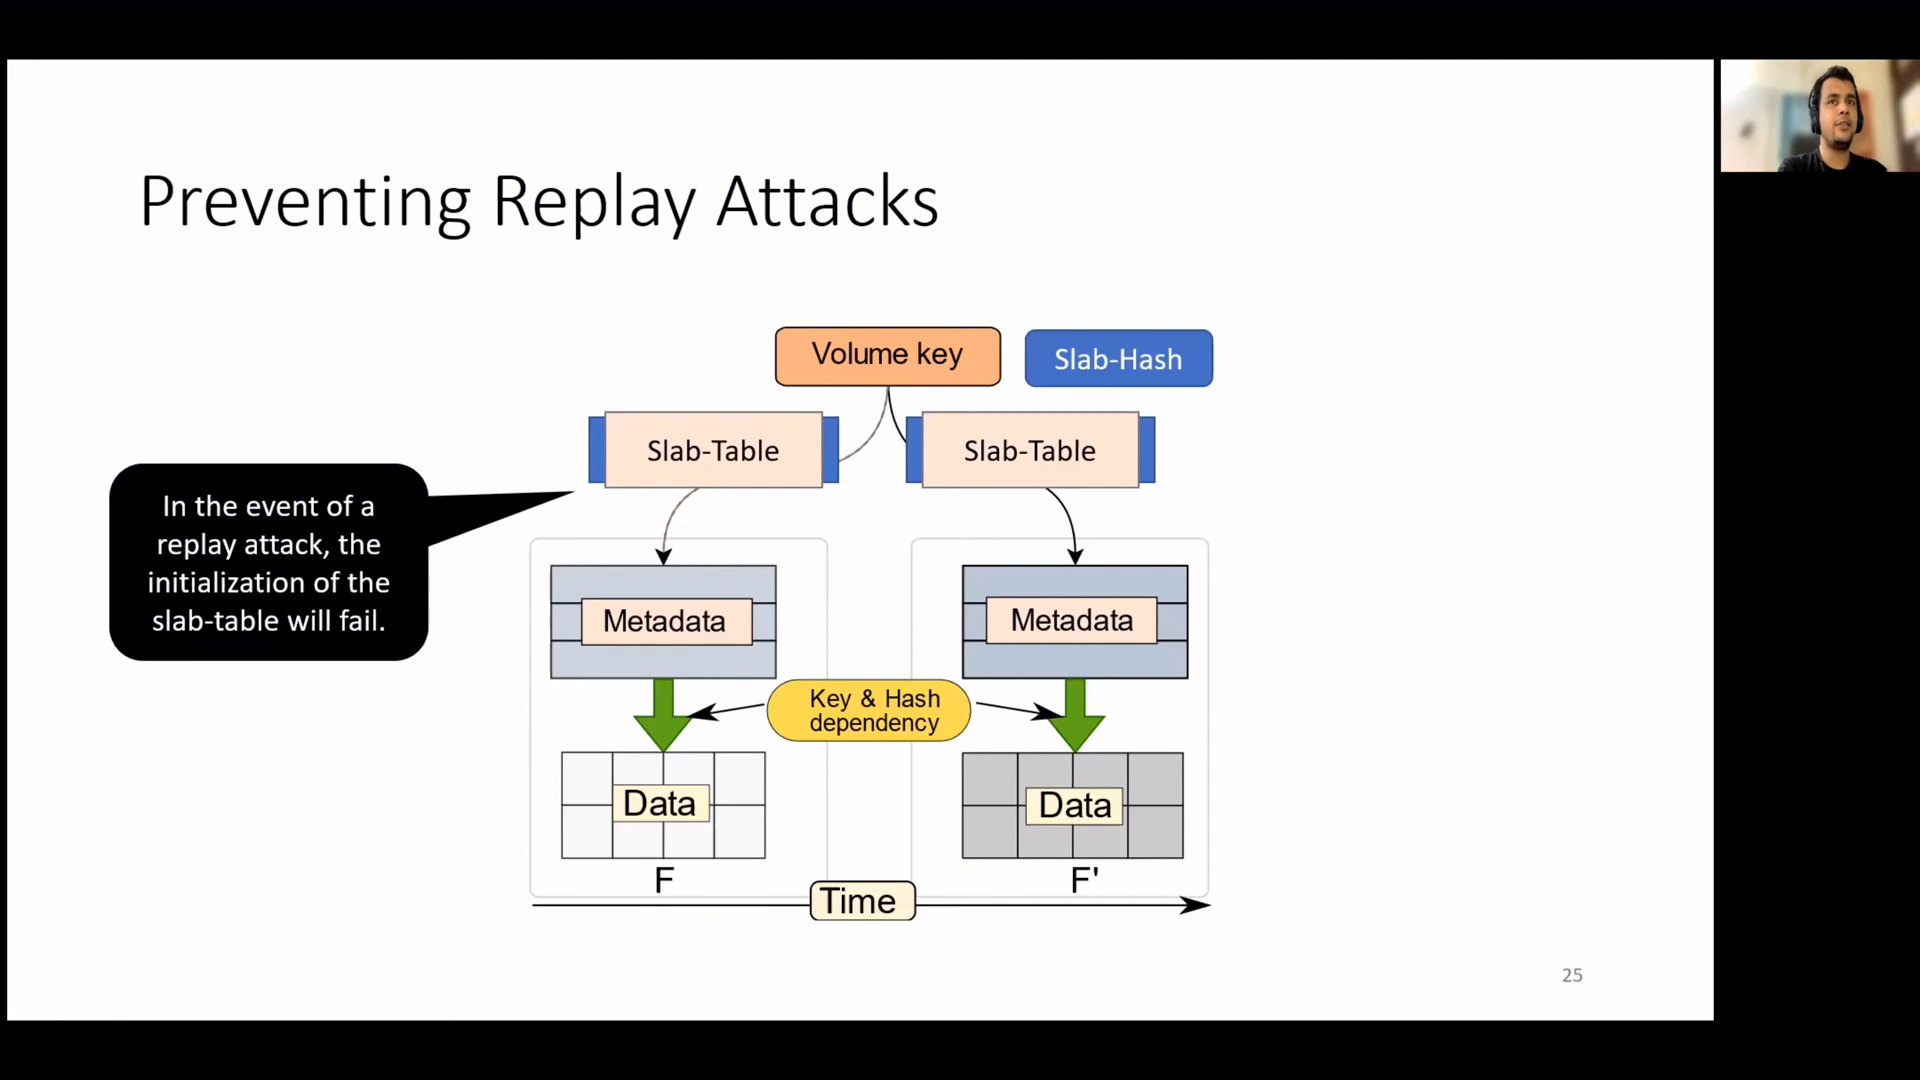 Preventing Replay Attacks
Volume key
Slab-Hash
Slab-Table
Slab-Table
In the event of a
replay attack, the
initialization of the
slab-table will fail.
Metadata
Metadata
Key & Hash
dependency
Data
Data
F
F'
Time
25